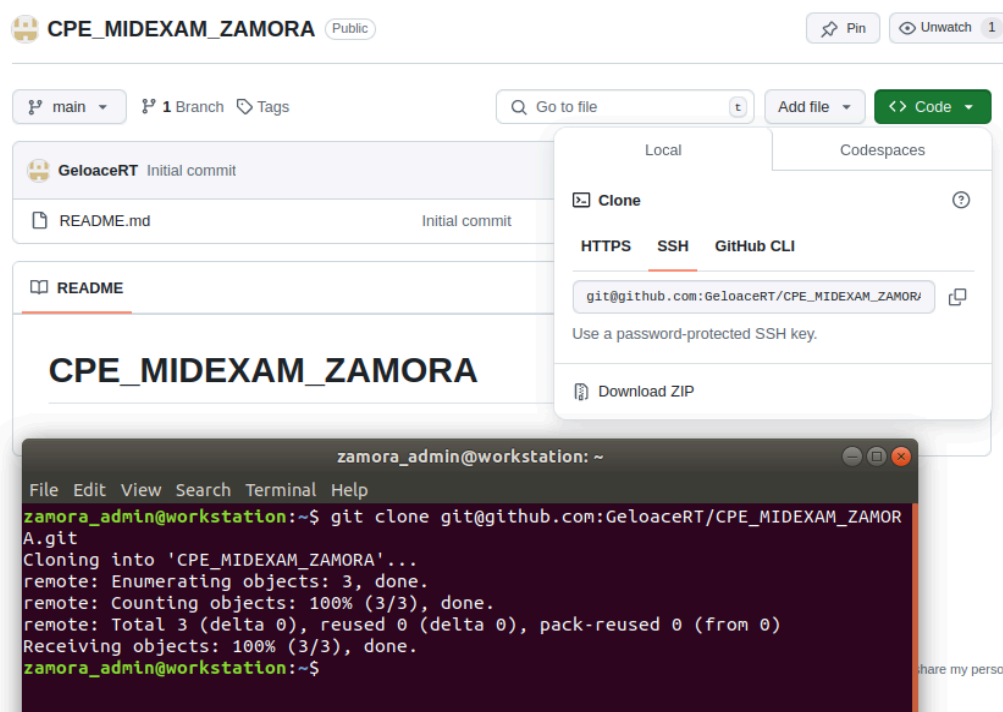 CPE_MIDEXAM_ZAMORA Public Pin Unwatch 1
main 1 Branch Tags Go to file t Add file <> Code
GeloaceRT Initial commit
README.md Initial commit
README
CPE_MIDEXAM_ZAMORA
Local Codespaces
Clone
HTTPS SSH GitHub CLI
git@github.com:GeloaceRT/CPE_MIDEXAM_ZAMOR
Use a password-protected SSH key.
Download ZIP
zamora_admin@workstation: ~
File Edit View Search Terminal Help
zamora_admin@workstation:~$ git clone git@github.com:GeloaceRT/CPE_MIDEXAM_ZAMOR
A.git
Cloning into 'CPE_MIDEXAM_ZAMORA'...
remote: Enumerating objects: 3, done.
remote: Counting objects: 100% (3/3), done.
remote: Total 3 (delta 0), reused 0 (delta 0), pack-reused 0 (from 0)
Receiving objects: 100% (3/3), done.
zamora_admin@workstation:~$
share my perso